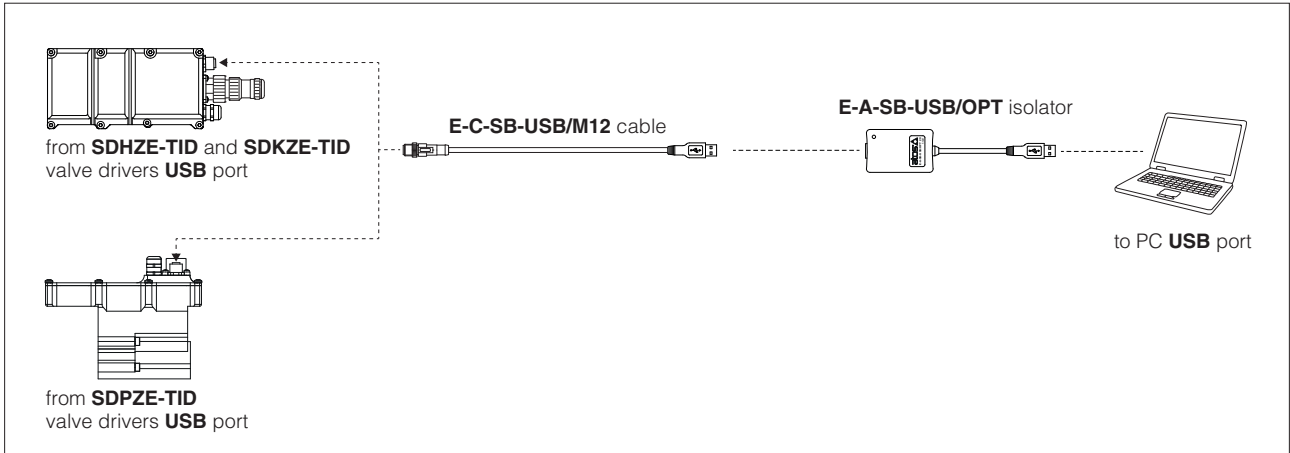 E-A-SB-USB/OPT isolator
E-C-SB-USB/M12 cable
atos
from SDHZE-TID and SDKZE-TID
valve drivers USB port
to PC USB port
from SDPZE-TID
valve drivers USB port